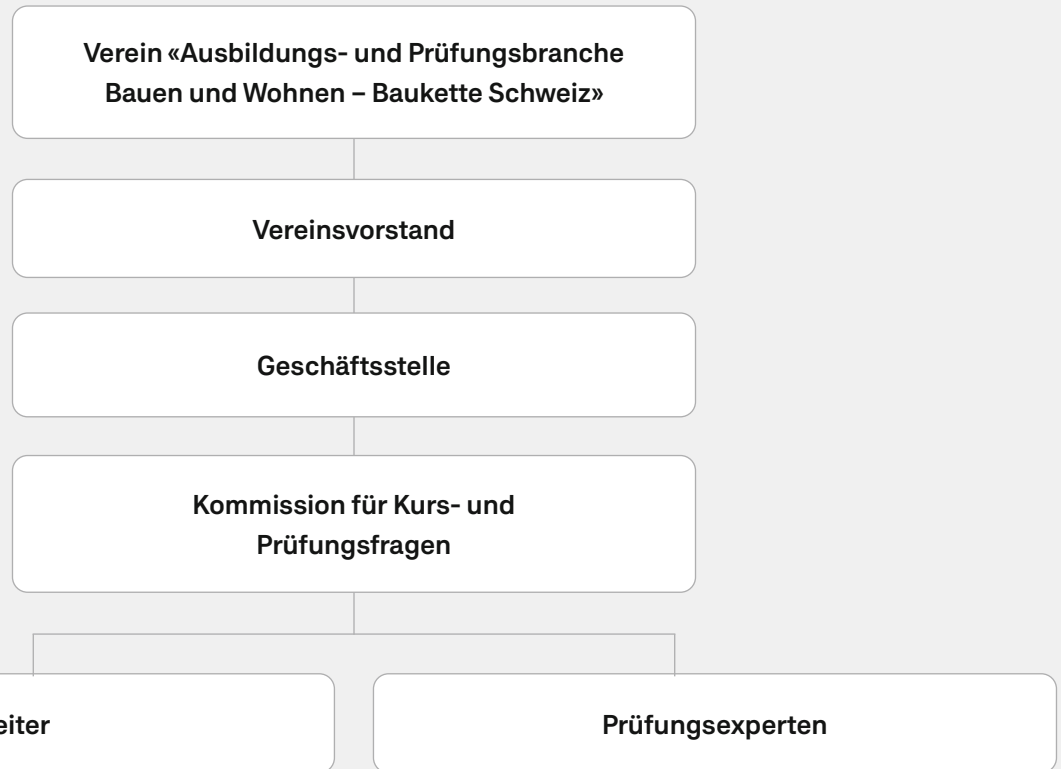 Verein «Ausbildungs- und Prüfungsbranche
Bauen und Wohnen – Baukette Schweiz»
Vereinsvorstand
Geschäftsstelle
Kommission für Kurs- und
Prüfungsfragen
eiter
Prüfungsexperten